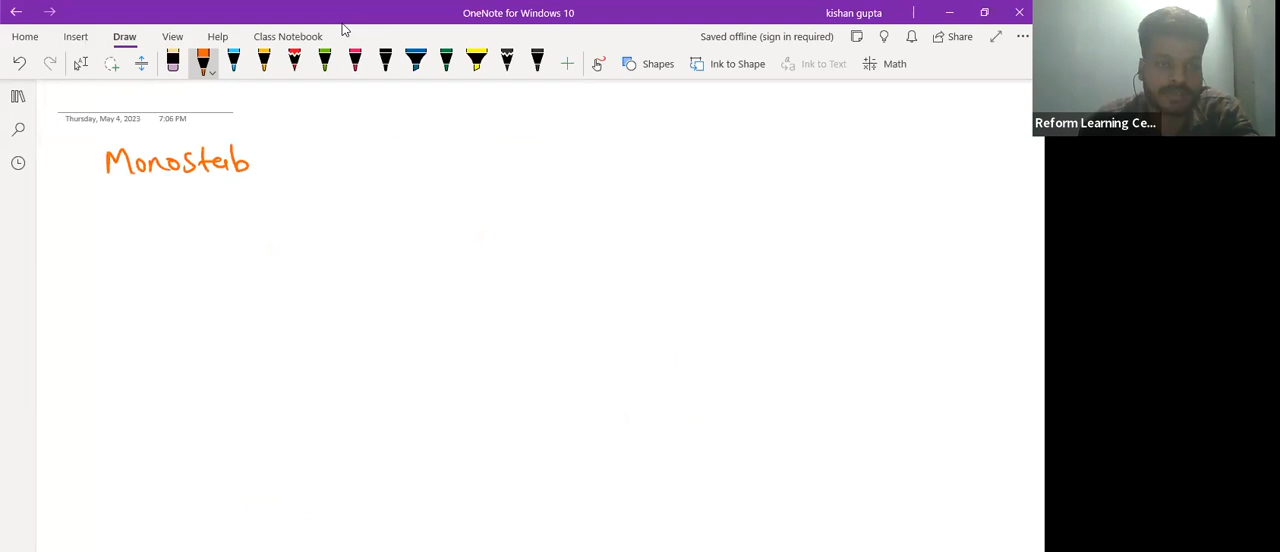 OneNote for Windows 10
kishan gupta
Home Insert Draw View Help Class Notebook
Saved offline (sign in required) Share
Shapes Ink to Shape Ink to Text Math
Thursday, May 4, 2023 7:06 PM
Monostab
Reform Learning Ce...